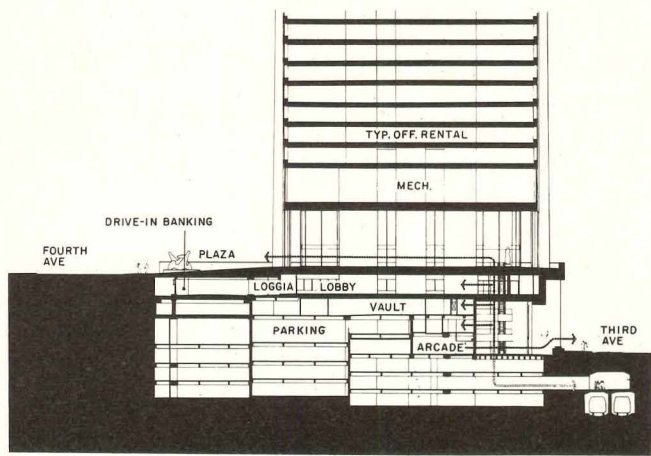 TYP. OFF. RENTAL
MECH.
DRIVE-IN BANKING
FOURTH
AVE
PLAZA
LOGGIA
LOBBY
VAULT
PARKING
ARCADE
THIRD
AVE